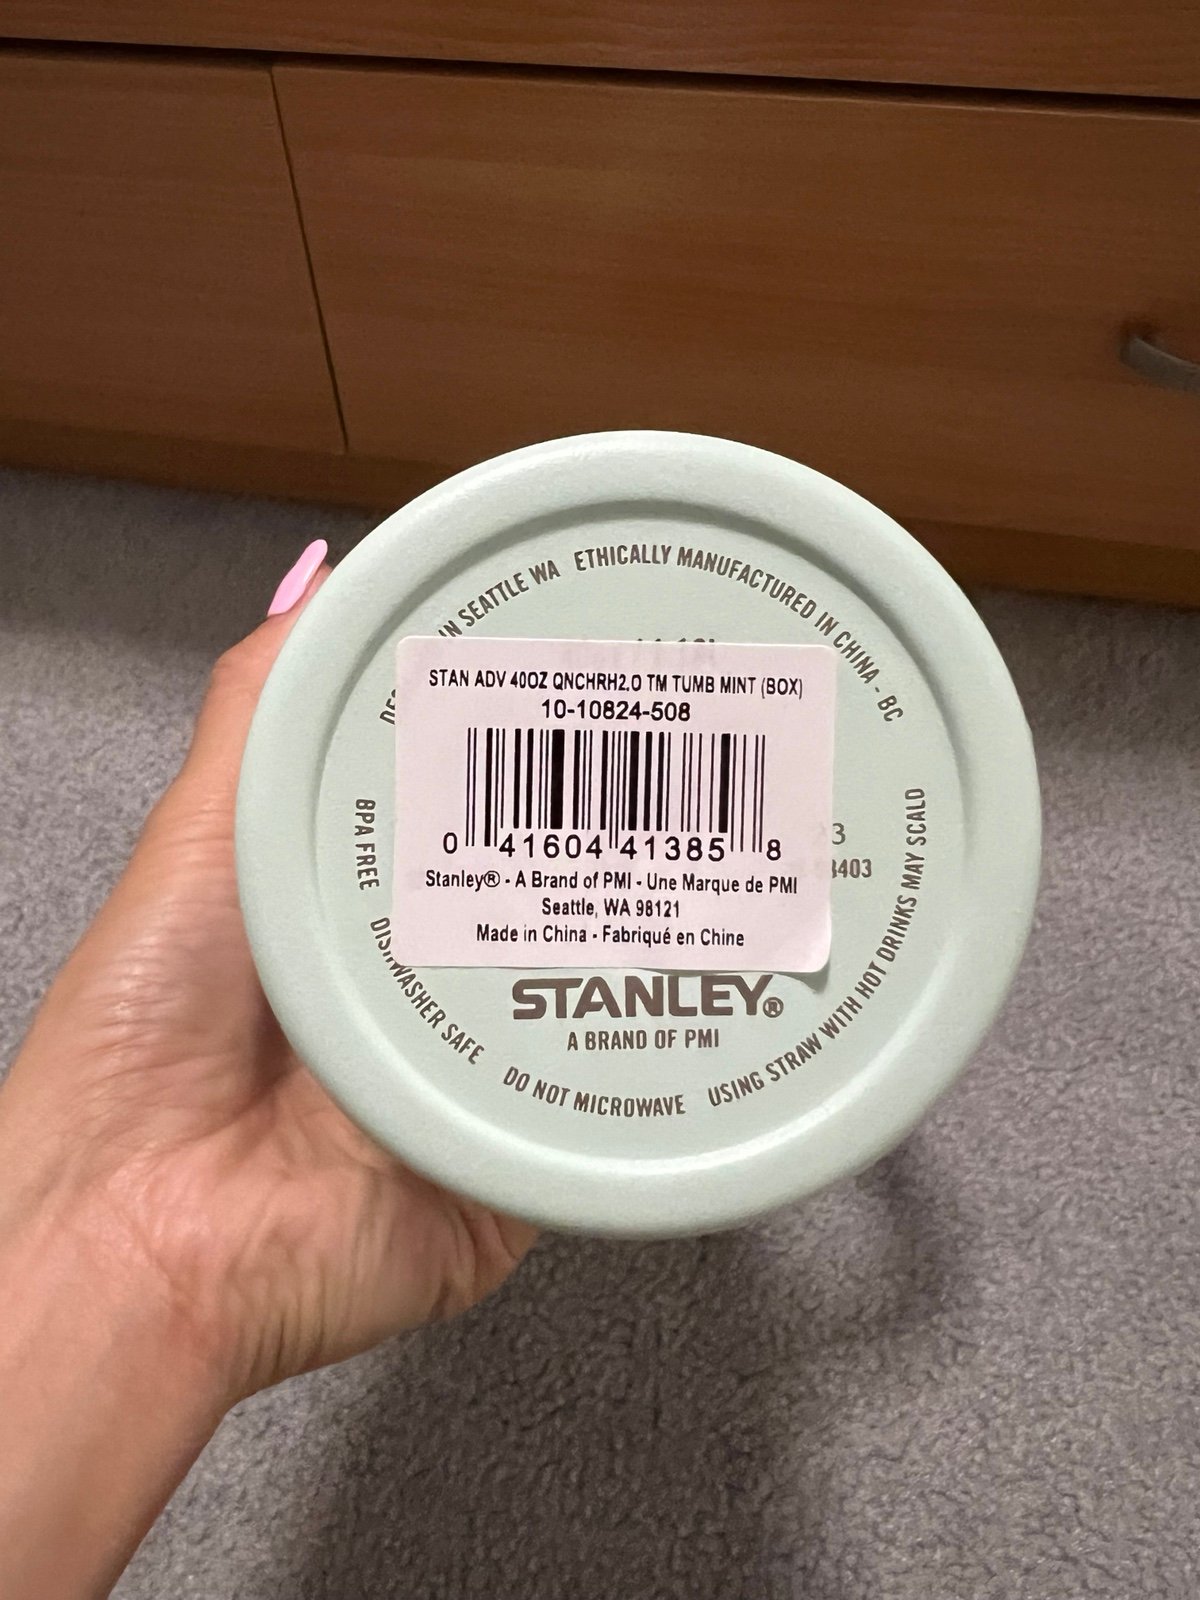 IN SEATTLE WA ETHICALLY MANUFACTURED IN CHINA - BC
STAN ADV 40OZ QNCHRH2.0 TM TUMB MINT (BOX)
10-10824-508
0 41604 41385 8
Stanley® - A Brand of PMI - Une Marque de PMI
Seattle, WA 98121
Made in China - Fabriqué en Chine
STANLEY®
A BRAND OF PMI
BPA FREE DISHWASHER SAFE DO NOT MICROWAVE USING STRAW WITH HOT DRINKS MAY SCALD